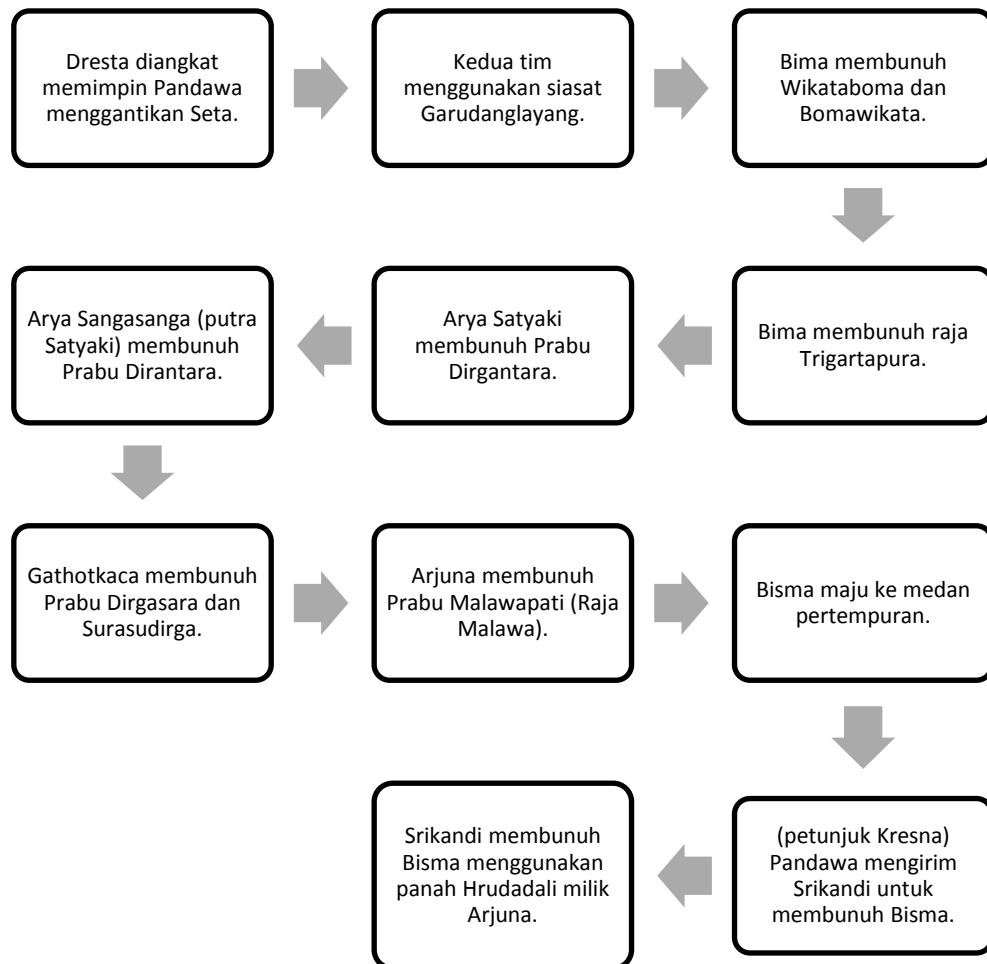 Dresta diangkat
memimpin Pandawa
menggantikan Seta.
Kedua tim
menggunakan siasat
Garudanglayang.
Bima membunuh
Wikataboma dan
Bomawikata.
Bima membunuh raja
Trigartapura.
Arya Satyaki
membunuh Prabu
Dirgantara.
Arya Sangasanga (putra
Satyaki) membunuh
Prabu Dirantara.
Gathotkaca membunuh
Prabu Dirgasara dan
Surasudirga.
Arjuna membunuh
Prabu Malawapati (Raja
Malawa).
Bisma maju ke medan
pertempuran.
(petunjuk Kresna)
Pandawa mengirim
Srikandi untuk
membunuh Bisma.
Srikandi membunuh
Bisma menggunakan
panah Hrudadali milik
Arjuna.